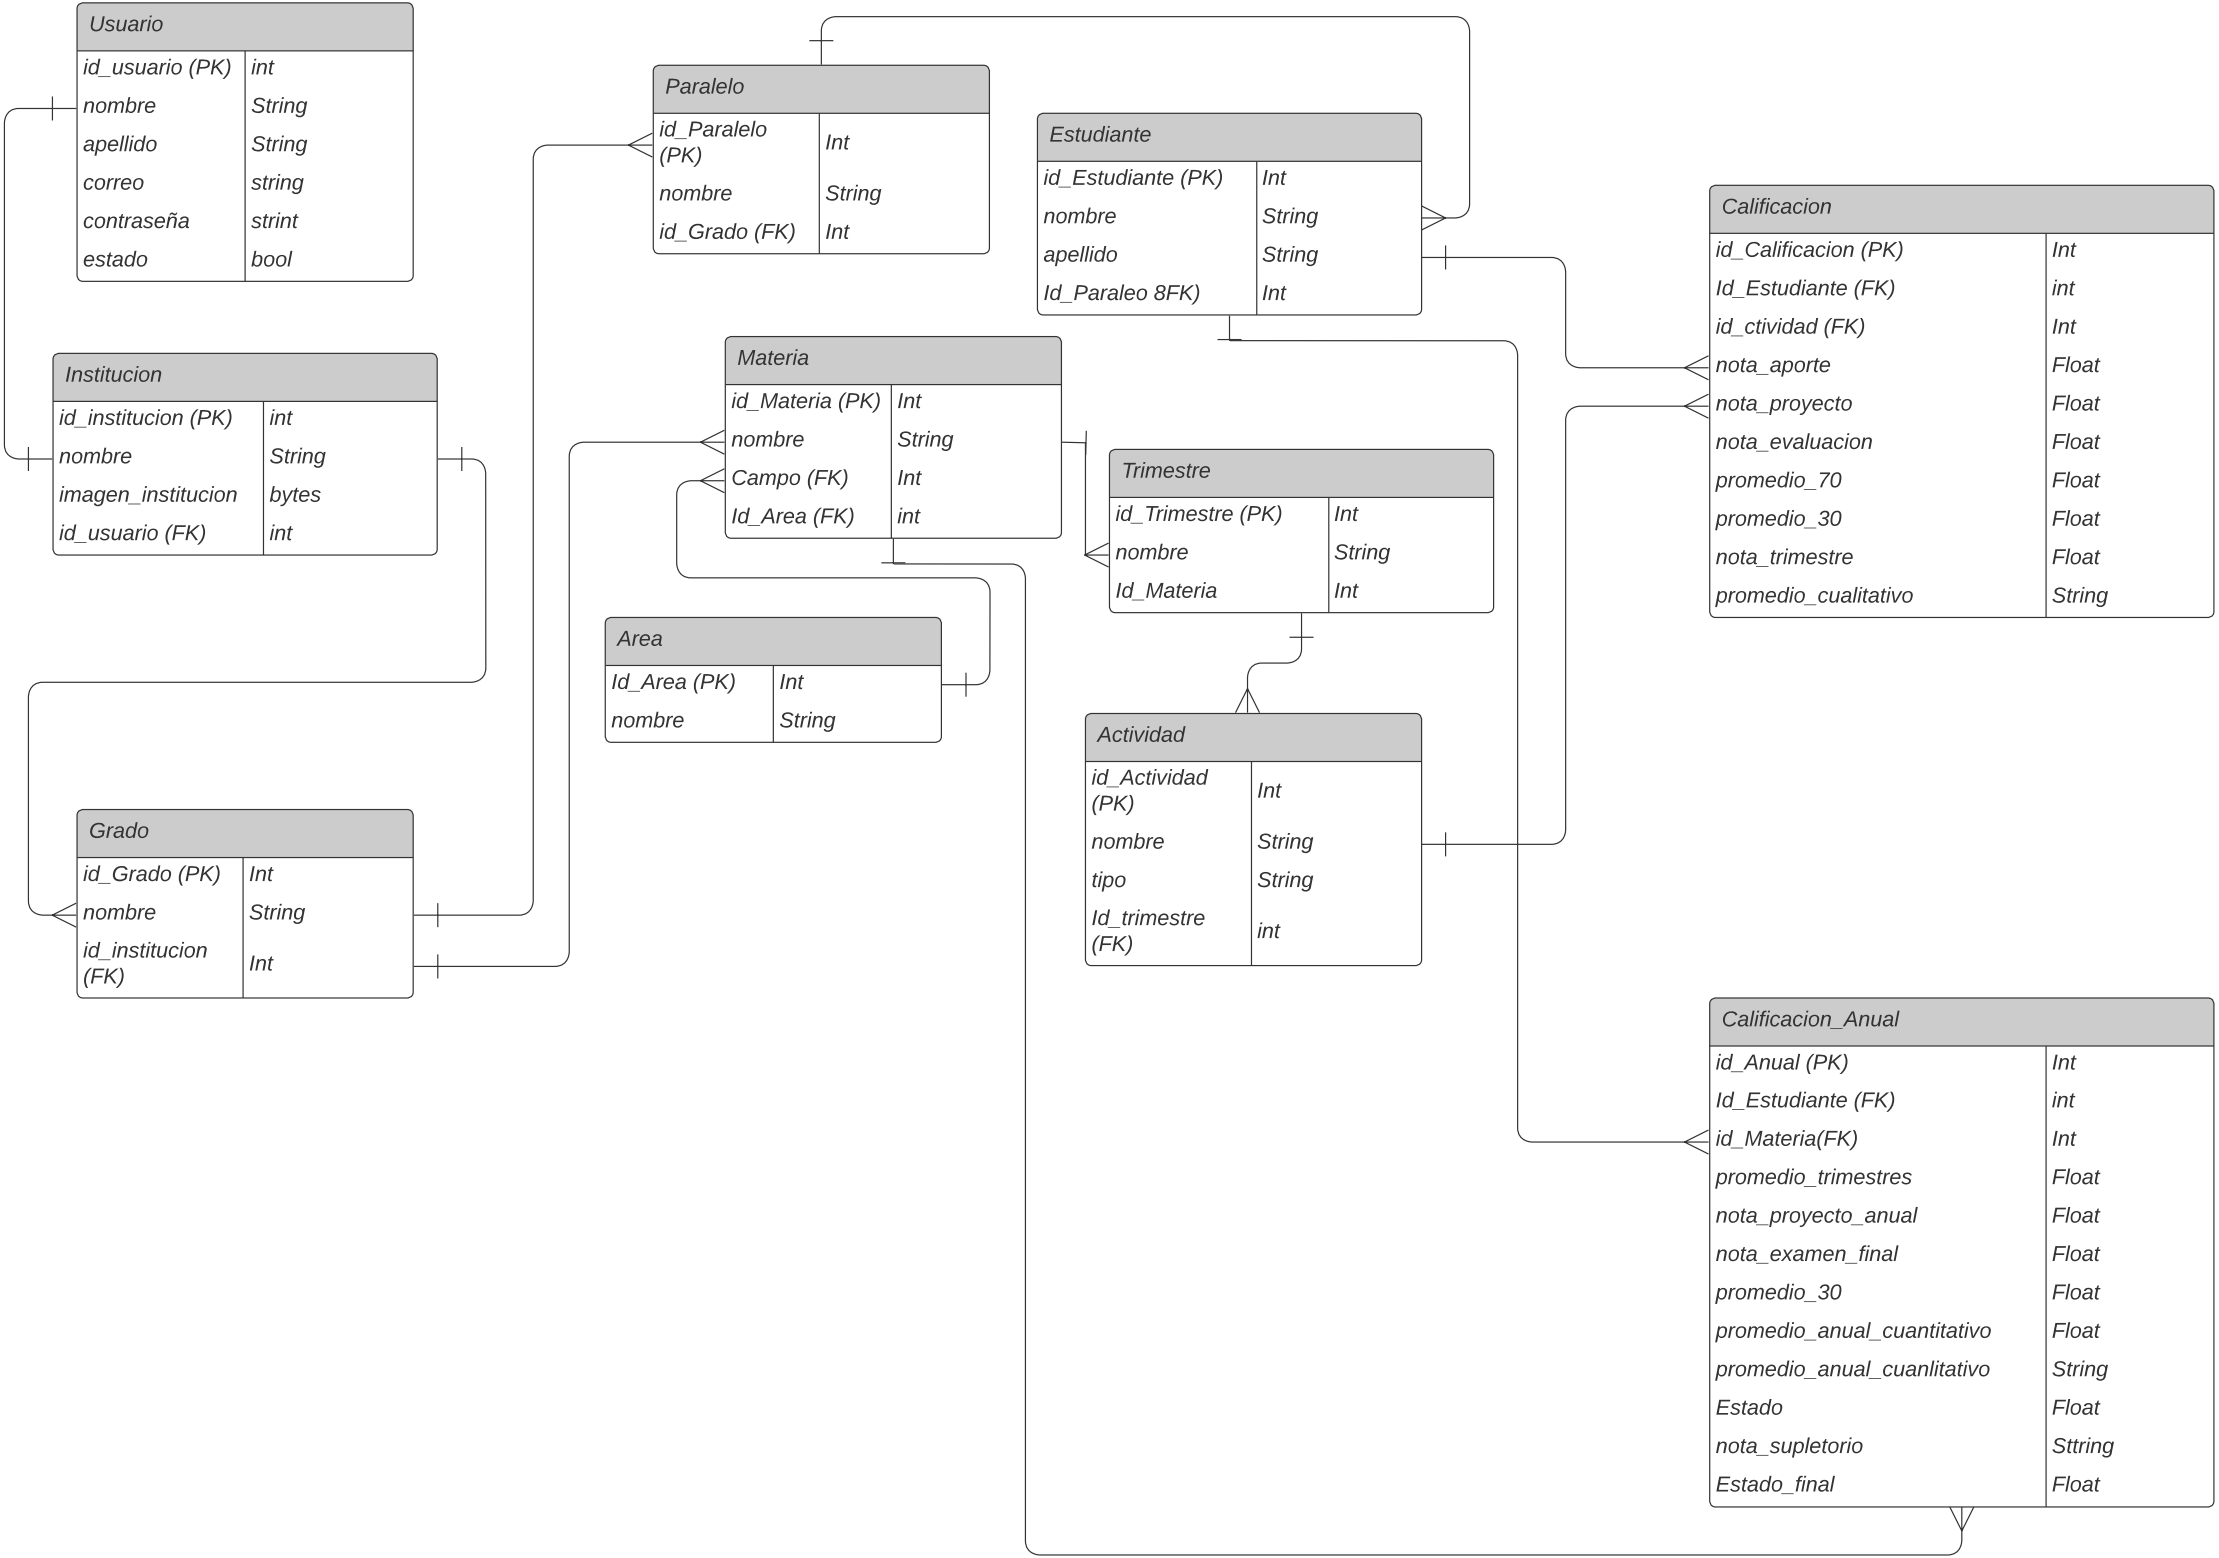 Usuario
id_usuario (PK) int
nombre String
apellido String
correo string
contraseña strint
estado bool
Institucion
id_institucion (PK) int
nombre String
imagen_institucion bytes
id_usuario (FK) int
Grado
id_Grado (PK) Int
nombre String
id_institucion
(FK) Int
Paralelo
id_Paralelo
(PK) Int
nombre String
id_Grado (FK) Int
Materia
id_Materia (PK) Int
nombre String
Campo (FK) Int
Id_Area (FK) int
Area
Id_Area (PK) Int
nombre String
Estudiante
id_Estudiante (PK) Int
nombre String
apellido String
Id_Paraleo 8FK) Int
Trimestre
id_Trimestre (PK) Int
nombre String
Id_Materia Int
Actividad
id_Actividad
(PK) Int
nombre String
tipo String
Id_trimestre
(FK) int
Calificacion
id_Calificacion (PK) Int
Id_Estudiante (FK) int
id_ctividad (FK) Int
nota_aporte Float
nota_proyecto Float
nota_evaluacion Float
promedio_70 Float
promedio_30 Float
nota_trimestre Float
promedio_cualitativo String
Calificacion_Anual
id_Anual (PK) Int
Id_Estudiante (FK) int
id_Materia(FK) Int
promedio_trimestres Float
nota_proyecto_anual Float
nota_examen_final Float
promedio_30 Float
promedio_anual_cuantitativo Float
promedio_anual_cuanlitativo String
Estado Float
nota_supletorio Sttring
Estado_final Float